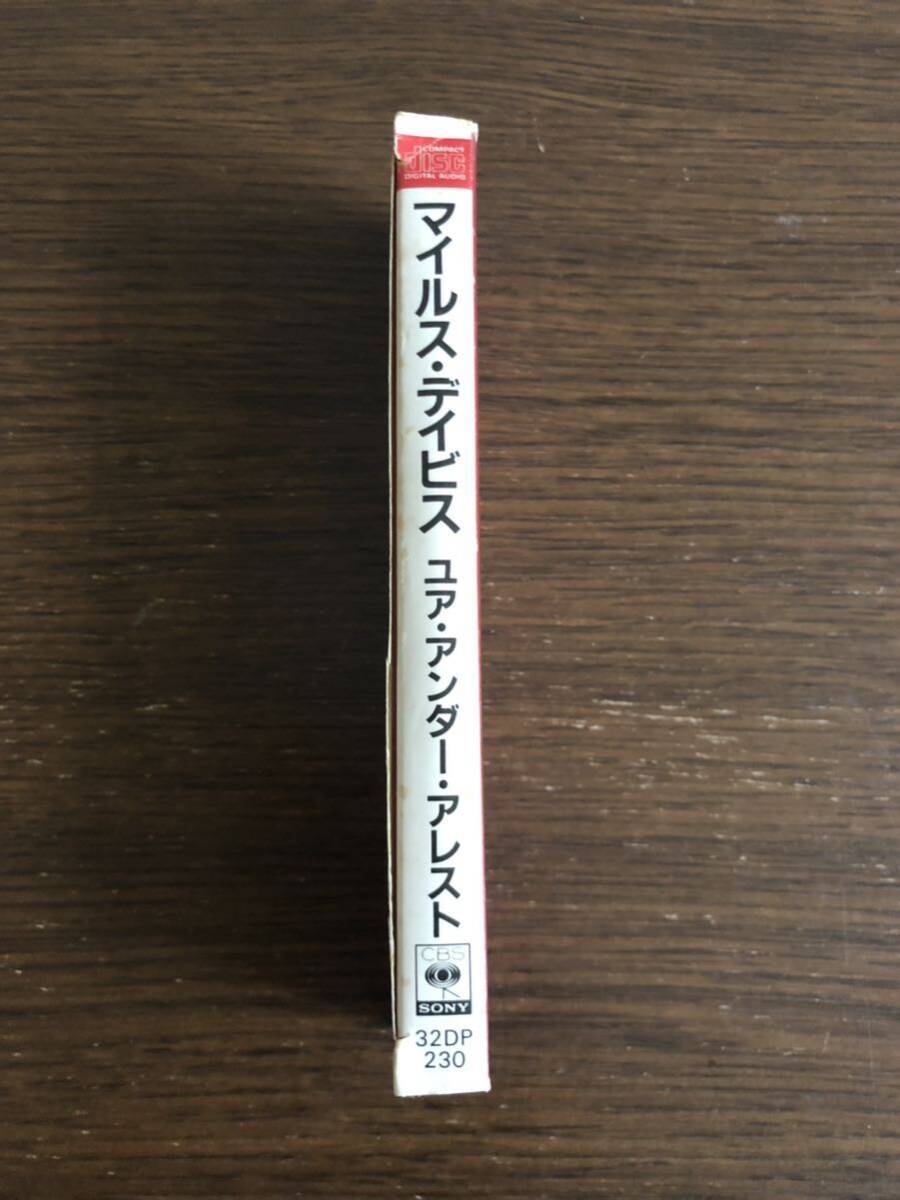 COMPACT
disc
DIGITAL AUDIO
マイルス・デイビス ユア・アンダー・アレスト
CBS
SONY
32DP
230